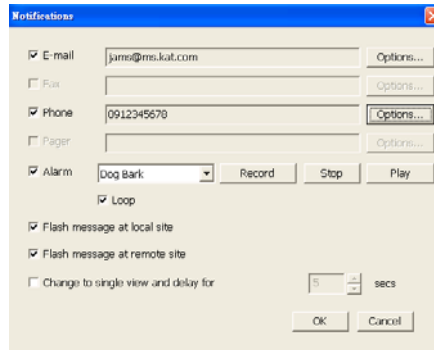 Notifications
E-mail jams@ms.kat.com Options...
Fax Options...
Phone 0912345678 Options...
Pager Options...
Alarm Dog Bark Record Stop Play
Loop
Flash message at local site
Flash message at remote site
Change to single view and delay for 5 secs
OK Cancel